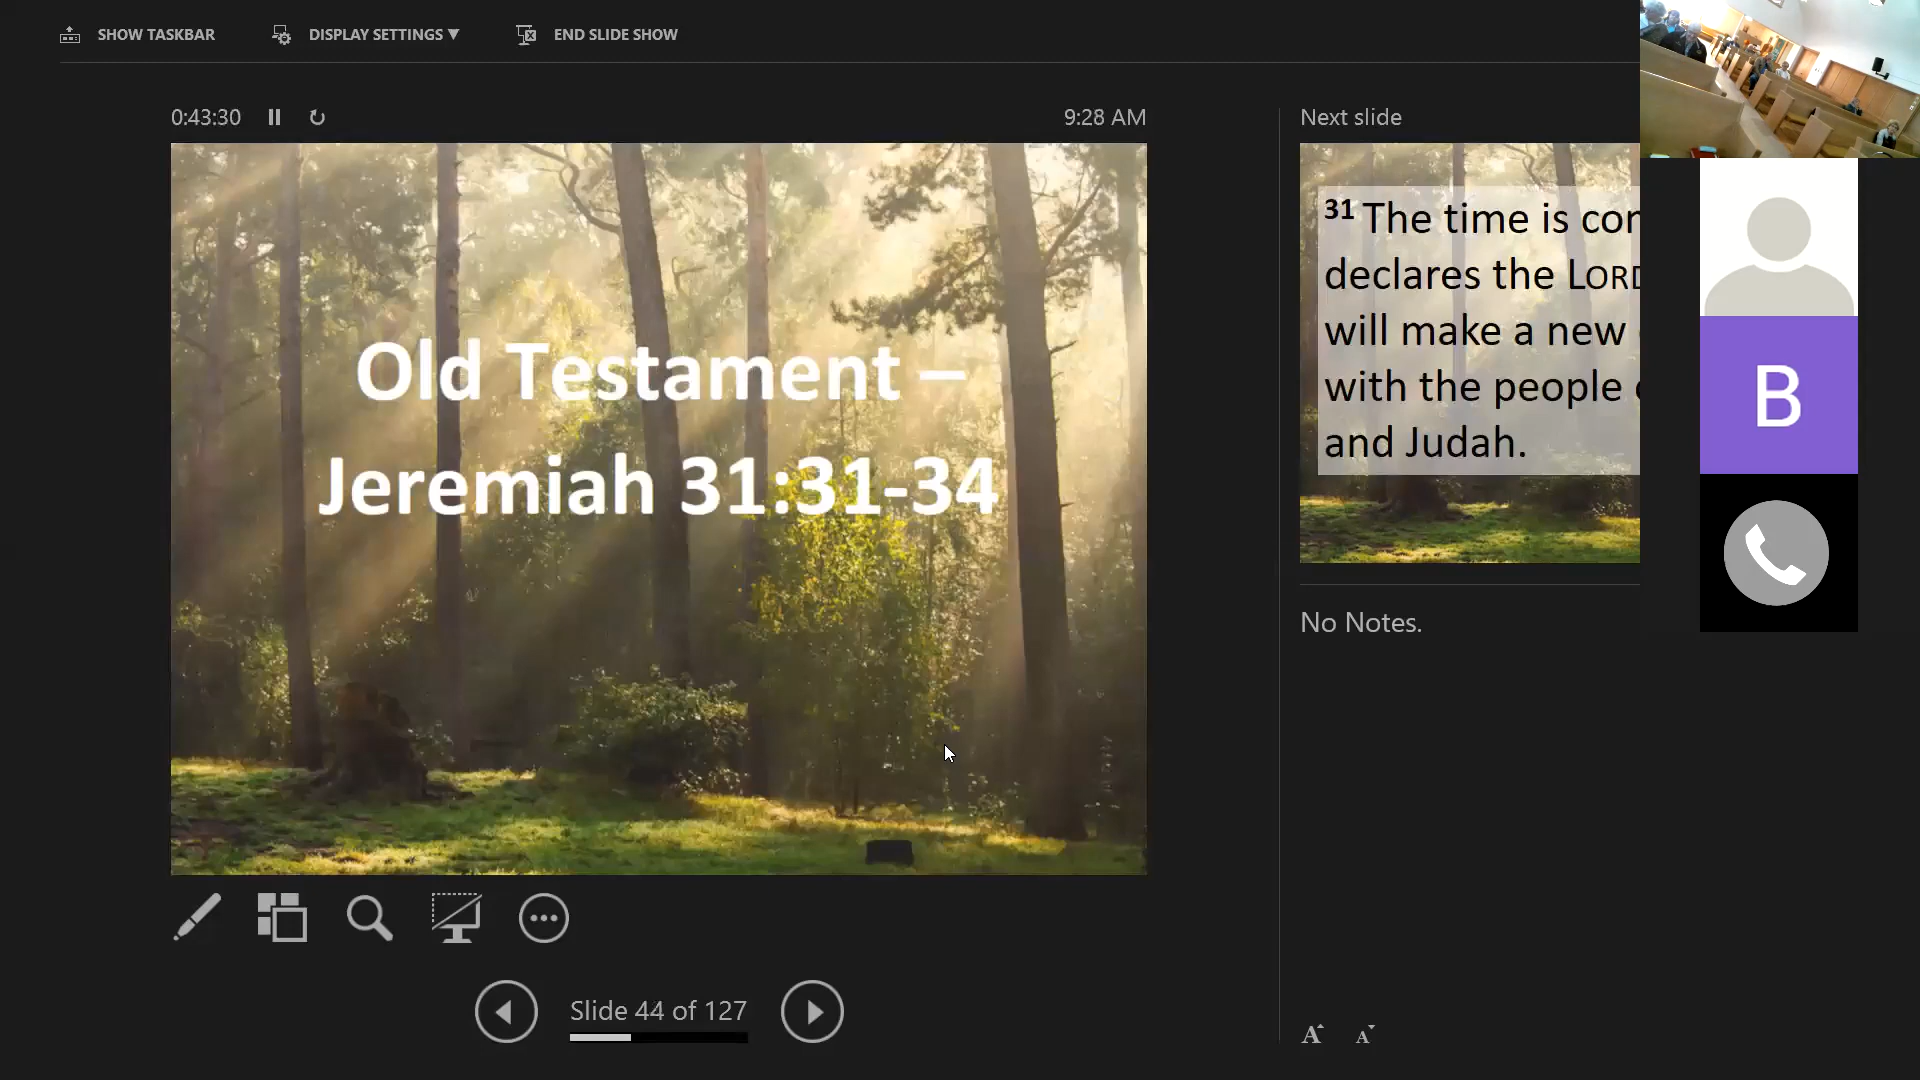 SHOW TASKBAR
DISPLAY SETTINGS ▼
END SLIDE SHOW
0:43:30
9:28 AM
Next slide
Old Testament –
Jeremiah 31:31-34
31 The time is
declares the LORD
will make a new
with the people
and Judah.
No Notes.
B
Slide 44 of 127
A A